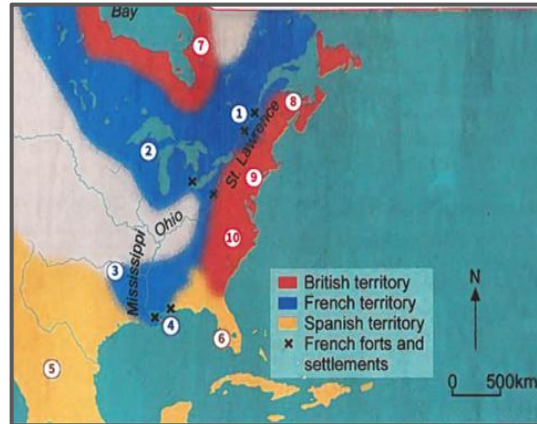 Bay
7
8
1
St. Lawrence
2
9
Ohio
10
3
Mississippi
4
6
5
British territory
French territory
Spanish territory
French forts and
settlements
N
0 500km